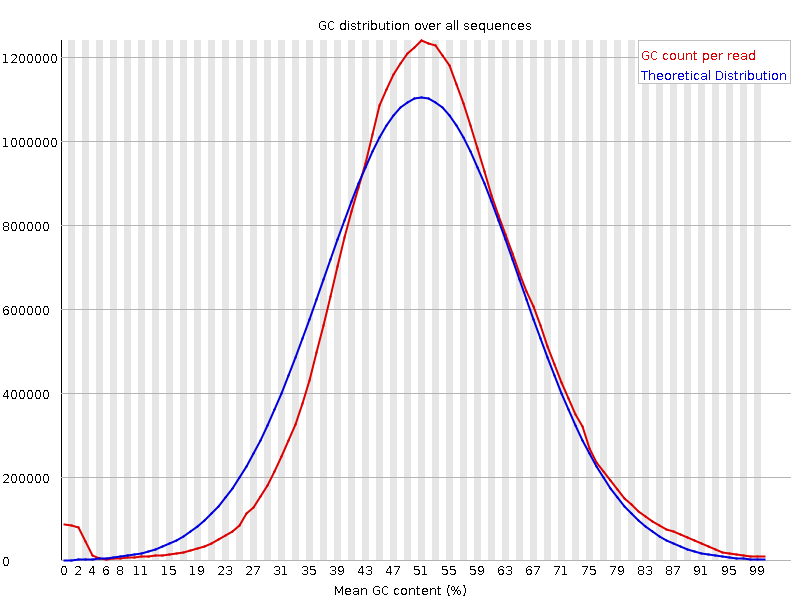 GC distribution over all sequences
GC count per read
Theoretical Distribution
1200000
1000000
800000
600000
400000
200000
0
0 2 4 6 8 11 15 19 23 27 31 35 39 43 47 51 55 59 63 67 71 75 79 83 87 91 95 99
Mean GC content (%)